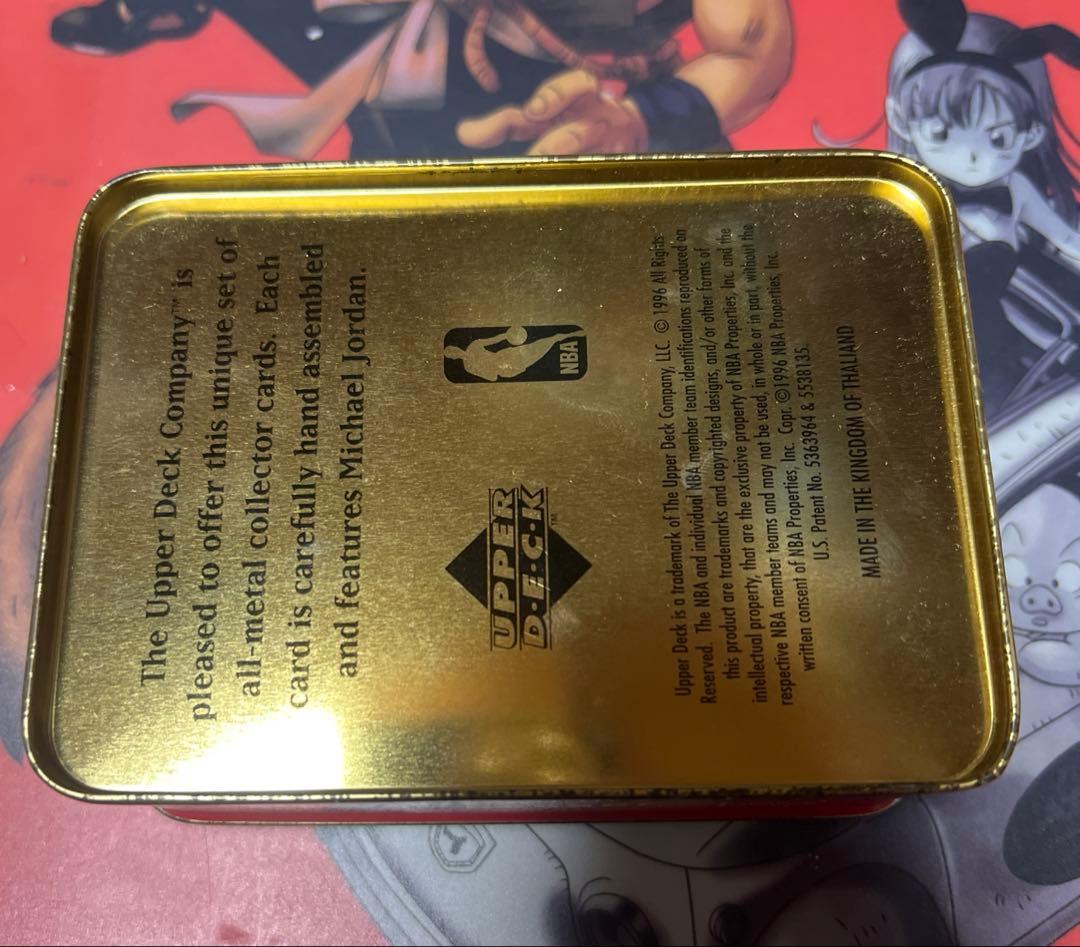 The Upper Deck Company™ is
pleased to offer this unique set of
all-metal collector cards. Each
card is carefully hand assembled
and features Michael Jordan.
UPPER
D·E·C·K™
NBA
Upper Deck is a trademark of The Upper Deck Company, LLC. © 1996 All Rights
Reserved. The NBA and individual NBA member team identifications reproduced on
this product are trademarks and copyrighted designs, and/or other forms of
intellectual property, that are the exclusive property of NBA Properties, Inc. and the
respective NBA member teams and may not be used, in whole or in part, without the
written consent of NBA Properties, Inc. Copr. ©1996 NBA Properties, Inc.
U.S. Patent No. 5363964 & 5538135.
MADE IN THE KINGDOM OF THAILAND